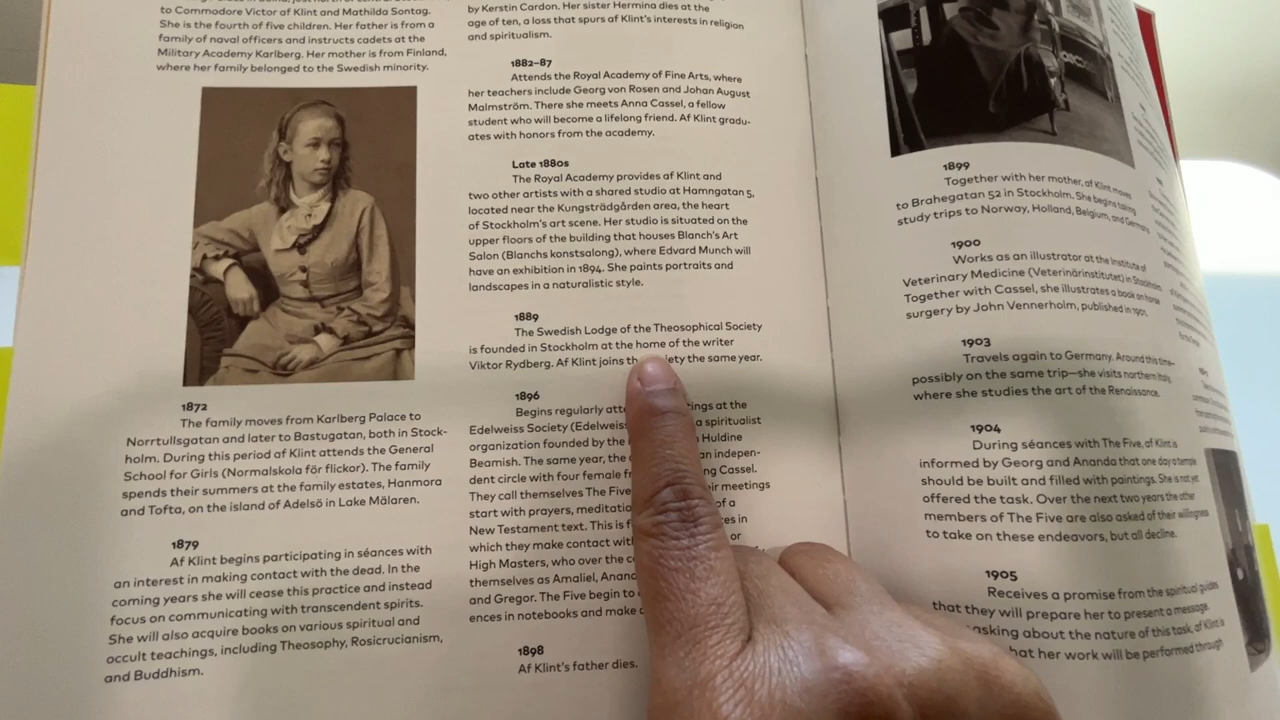 to Commodore Victor af Klint and Mathilda Sontag.
She is the fourth of five children. Her father is from a
family of naval officers and instructs cadets at the
Military Academy Karlberg. Her mother is from Finland,
where her family belonged to the Swedish minority.
1872
The family moves from Karlberg Palace to
Norrtullsgatan and later to Bastugatan, both in Stock-
holm. During this period af Klint attends the General
School for Girls (Normalskola för flickor). The family
spends their summers at the family estates, Hanmora
and Tofta, on the island of Adelsö in Lake Mälaren.
1879
Af Klint begins participating in séances with
an interest in making contact with the dead. In the
coming years she will cease this practice and instead
focus on communicating with transcendent spirits.
She will also acquire books on various spiritual and
occult teachings, including Theosophy, Rosicrucianism,
and Buddhism.
by Kerstin Cardon. Her sister Hermina dies at the
age of ten, a loss that spurs af Klint's interests in religion
and spiritualism.
1882–87
Attends the Royal Academy of Fine Arts, where
her teachers include Georg von Rosen and Johan August
Malmström. There she meets Anna Cassel, a fellow
student who will become a lifelong friend. Af Klint gradu-
ates with honors from the academy.
Late 1880s
The Royal Academy provides af Klint and
two other artists with a shared studio at Hamngatan 5,
located near the Kungsträdgården area, the heart
of Stockholm's art scene. Her studio is situated on the
upper floors of the building that houses Blanch's Art
Salon (Blanchs konstsalong), where Edvard Munch will
have an exhibition in 1894. She paints portraits and
landscapes in a naturalistic style.
1889
The Swedish Lodge of the Theosophical Society
is founded in Stockholm at the home of the writer
Viktor Rydberg. Af Klint joins the the same year.
1896
Begins regularly at the
Edelweiss Society a spiritualist
organization founded by the Huldine
Beamish. The same year, the an indepen-
dent circle with four female Cassel.
They call themselves The Five meetings
start with prayers, of a
New Testament text. This is in
which they make contact or
High Masters, who over the
themselves as Amaliel,
and Gregor. The Five begin to
ences in notebooks and make
1898
Af Klint's father dies.
1899
Together with her mother, af Klint moves
to Brahegatan 52 in Stockholm. She begins taking
study trips to Norway, Holland, Belgium, and Germany.
1900
Works as an illustrator at the Institute of
Veterinary Medicine (Veterinärinstitutet) in Stockholm.
Together with Cassel, she illustrates a book on horse
surgery by John Vennerholm, published in 1901.
1903
Travels again to Germany. Around this time—
possibly on the same trip—she visits northern Italy,
where she studies the art of the Renaissance.
1904
During séances with The Five, af Klint is
informed by Georg and Ananda that one day a temple
should be built and filled with paintings. She is not yet
offered the task. Over the next two years the other
members of The Five are also asked of their willingness
to take on these endeavors, but all decline.
1905
Receives a promise from the spiritual guides
that they will prepare her to present a message.
asking about the nature of this task, af Klint is
that her work will be performed through